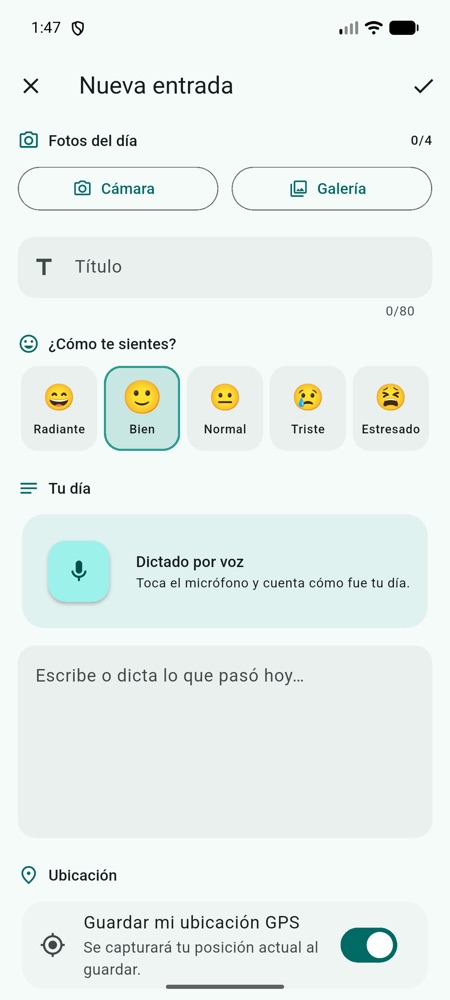 1:47
Nueva entrada
Fotos del día
0/4
Cámara
Galería
Título
0/80
¿Cómo te sientes?
Radiante
Bien
Normal
Triste
Estresado
Tu día
Dictado por voz
Toca el micrófono y cuenta cómo fue tu día.
Escribe o dicta lo que pasó hoy…
Ubicación
Guardar mi ubicación GPS
Se capturará tu posición actual al
guardar.